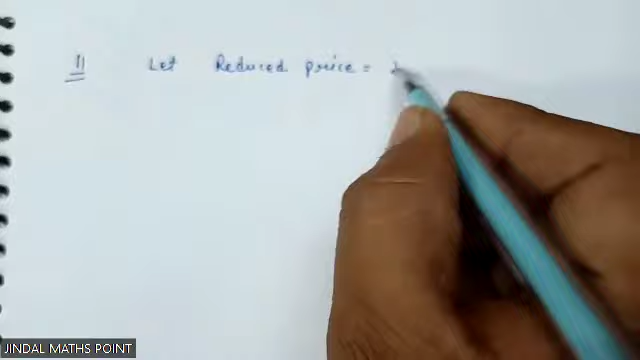 11 Let Reduced price =
JINDAL MATHS POINT